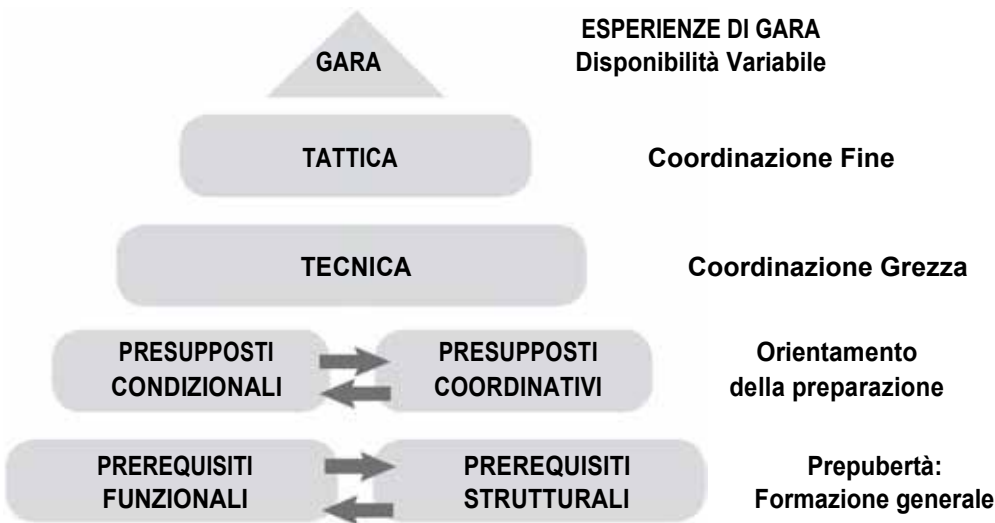 GARA
ESPERIENZE DI GARA
Disponibilità Variabile
TATTICA
Coordinazione Fine
TECNICA
Coordinazione Grezza
PRESUPPOSTI
CONDIZIONALI
PRESUPPOSTI
COORDINATIVI
Orientamento
della preparazione
PREREQUISITI
FUNZIONALI
PREREQUISITI
STRUTTURALI
Prepubertà:
Formazione generale